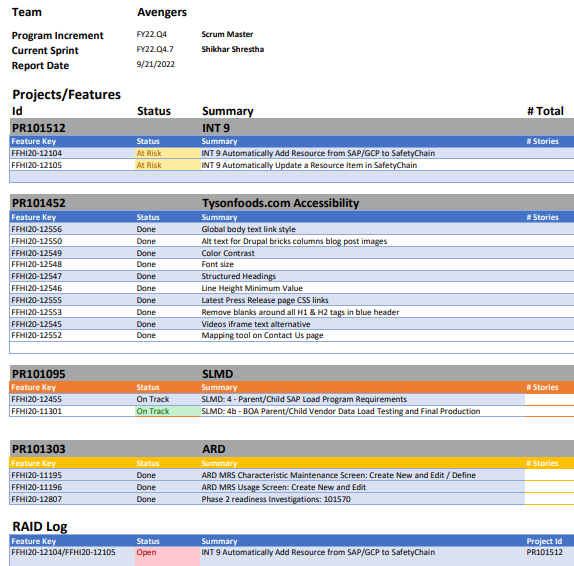 Team Avengers
Program Increment FY22.Q4 Scrum Master
Current Sprint FY22.Q4.7 Shikhar Shrestha
Report Date 9/21/2022
Projects/Features
Id Status Summary # Total
PR101512 INT 9
Feature Key Status Summary # Stories
FFHI20-12104 At Risk INT 9 Automatically Add Resource from SAP/GCP to SafetyChain
FFHI20-12105 At Risk INT 9 Automatically Update a Resource Item in SafetyChain
PR101452 Tysonfoods.com Accessibility
Feature Key Status Summary # Stories
FFHI20-12556 Done Global body text link style
FFHI20-12550 Done Alt text for Drupal bricks columns blog post images
FFHI20-12549 Done Color Contrast
FFHI20-12548 Done Font size
FFHI20-12547 Done Structured Headings
FFHI20-12546 Done Line Height Minimum Value
FFHI20-12555 Done Latest Press Release page CSS links
FFHI20-12553 Done Remove blanks around all H1 & H2 tags in blue header
FFHI20-12545 Done Videos iframe text alternative
FFHI20-12552 Done Mapping tool on Contact Us page
PR101095 SLMD
Feature Key Status Summary # Stories
FFHI20-12455 On Track SLMD: 4 - Parent/Child SAP Load Program Requirements
FFHI20-11301 On Track SLMD: 4b - BOA Parent/Child Vendor Data Load Testing and Final Production
PR101303 ARD
Feature Key Status Summary # Stories
FFHI20-11195 Done ARD MRS Characteristic Maintenance Screen: Create New and Edit / Define
FFHI20-11196 Done ARD MRS Usage Screen: Create New and Edit
FFHI20-12807 Done Phase 2 readiness Investigations: 101570
RAID Log
Feature Key Status Summary Project Id
FFHI20-12104/FFHI20-12105 Open INT 9 Automatically Add Resource from SAP/GCP to SafetyChain PR101512